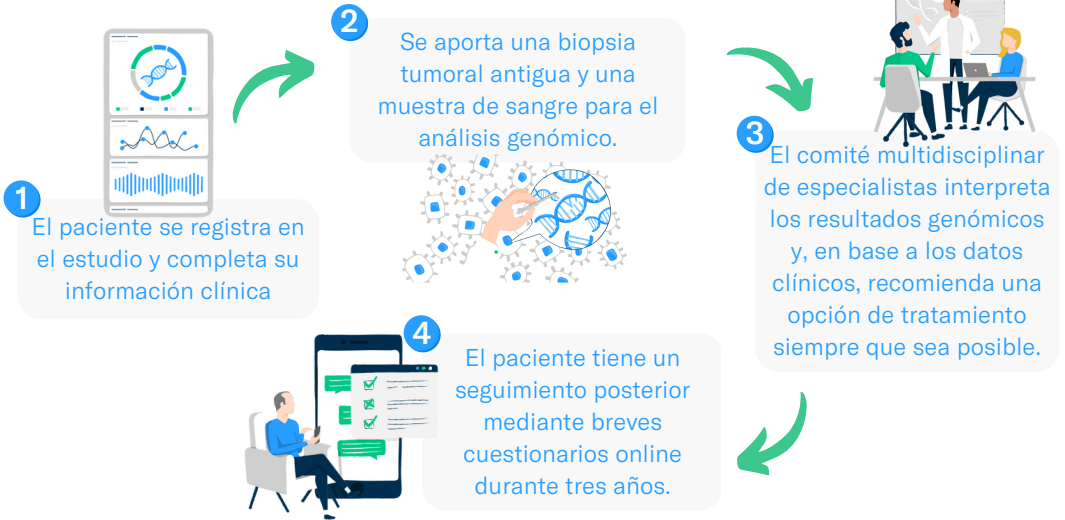 1
El paciente se registra en
el estudio y completa su
información clínica
2
Se aporta una biopsia
tumoral antigua y una
muestra de sangre para el
análisis genómico.
3
El comité multidisciplinar
de especialistas interpreta
los resultados genómicos
y, en base a los datos
clínicos, recomienda una
opción de tratamiento
siempre que sea posible.
4
El paciente tiene un
seguimiento posterior
mediante breves
cuestionarios online
durante tres años.